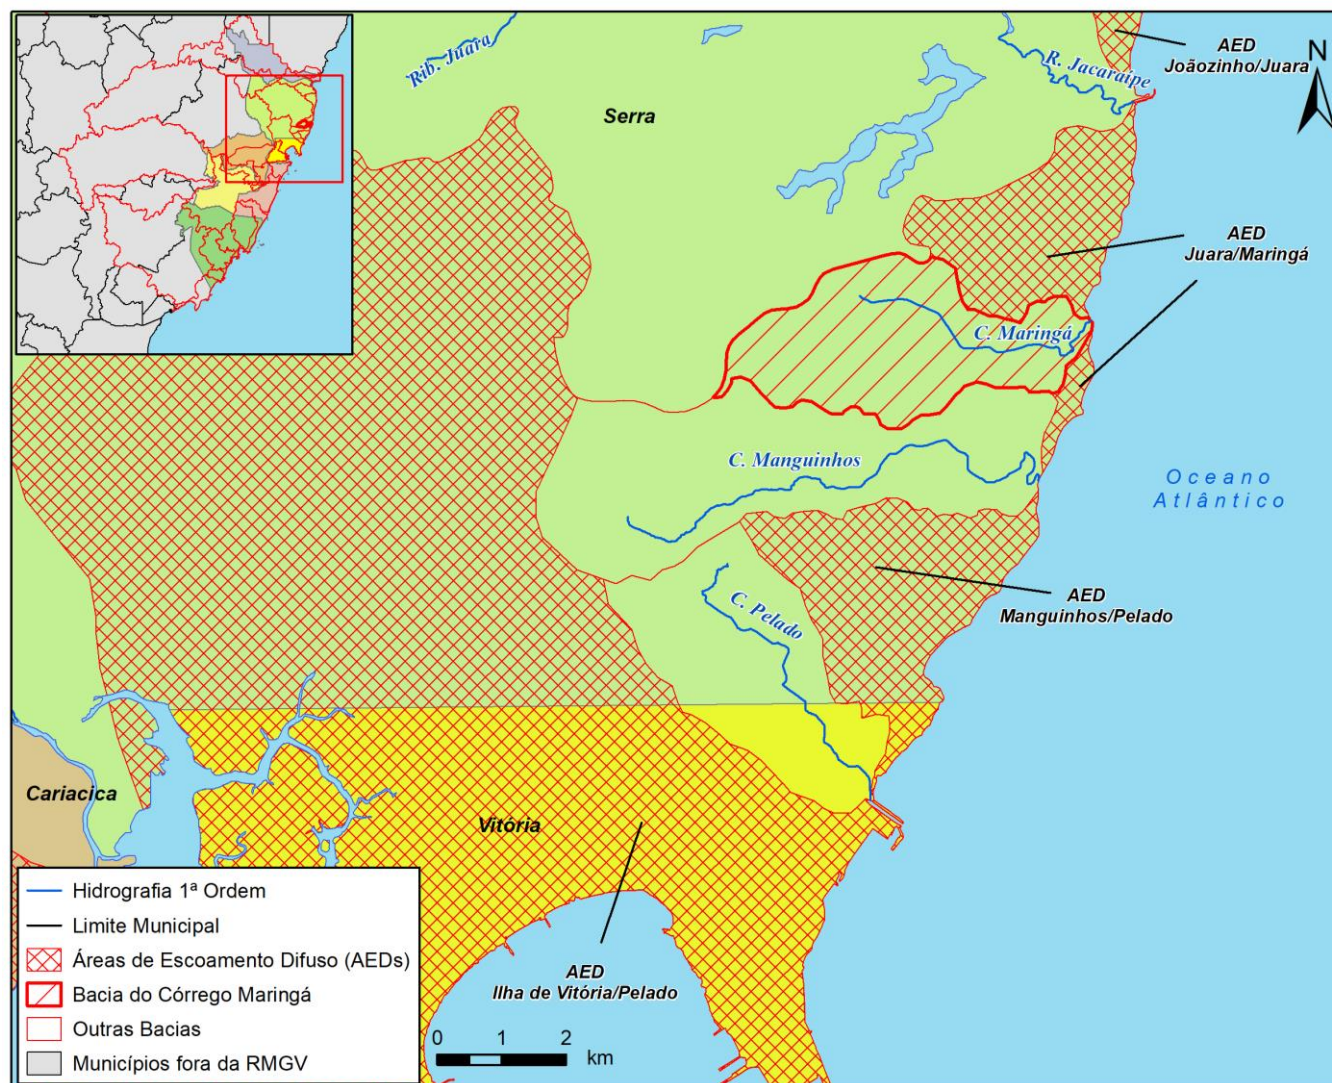 Rib. Juara
R. Jacaraípe
AED
Joãozinho/Juara
N
Serra
AED
Juara/Maringá
C. Maringá
C. Manguinhos
Oceano
Atlântico
C. Pelado
AED
Manguinhos/Pelado
Cariacica
Vitória
AED
Ilha de Vitória/Pelado
Hidrografia 1ª Ordem
Limite Municipal
Áreas de Escoamento Difuso (AEDs)
Bacia do Córrego Maringá
Outras Bacias
Municípios fora da RMGV
0 1 2
km